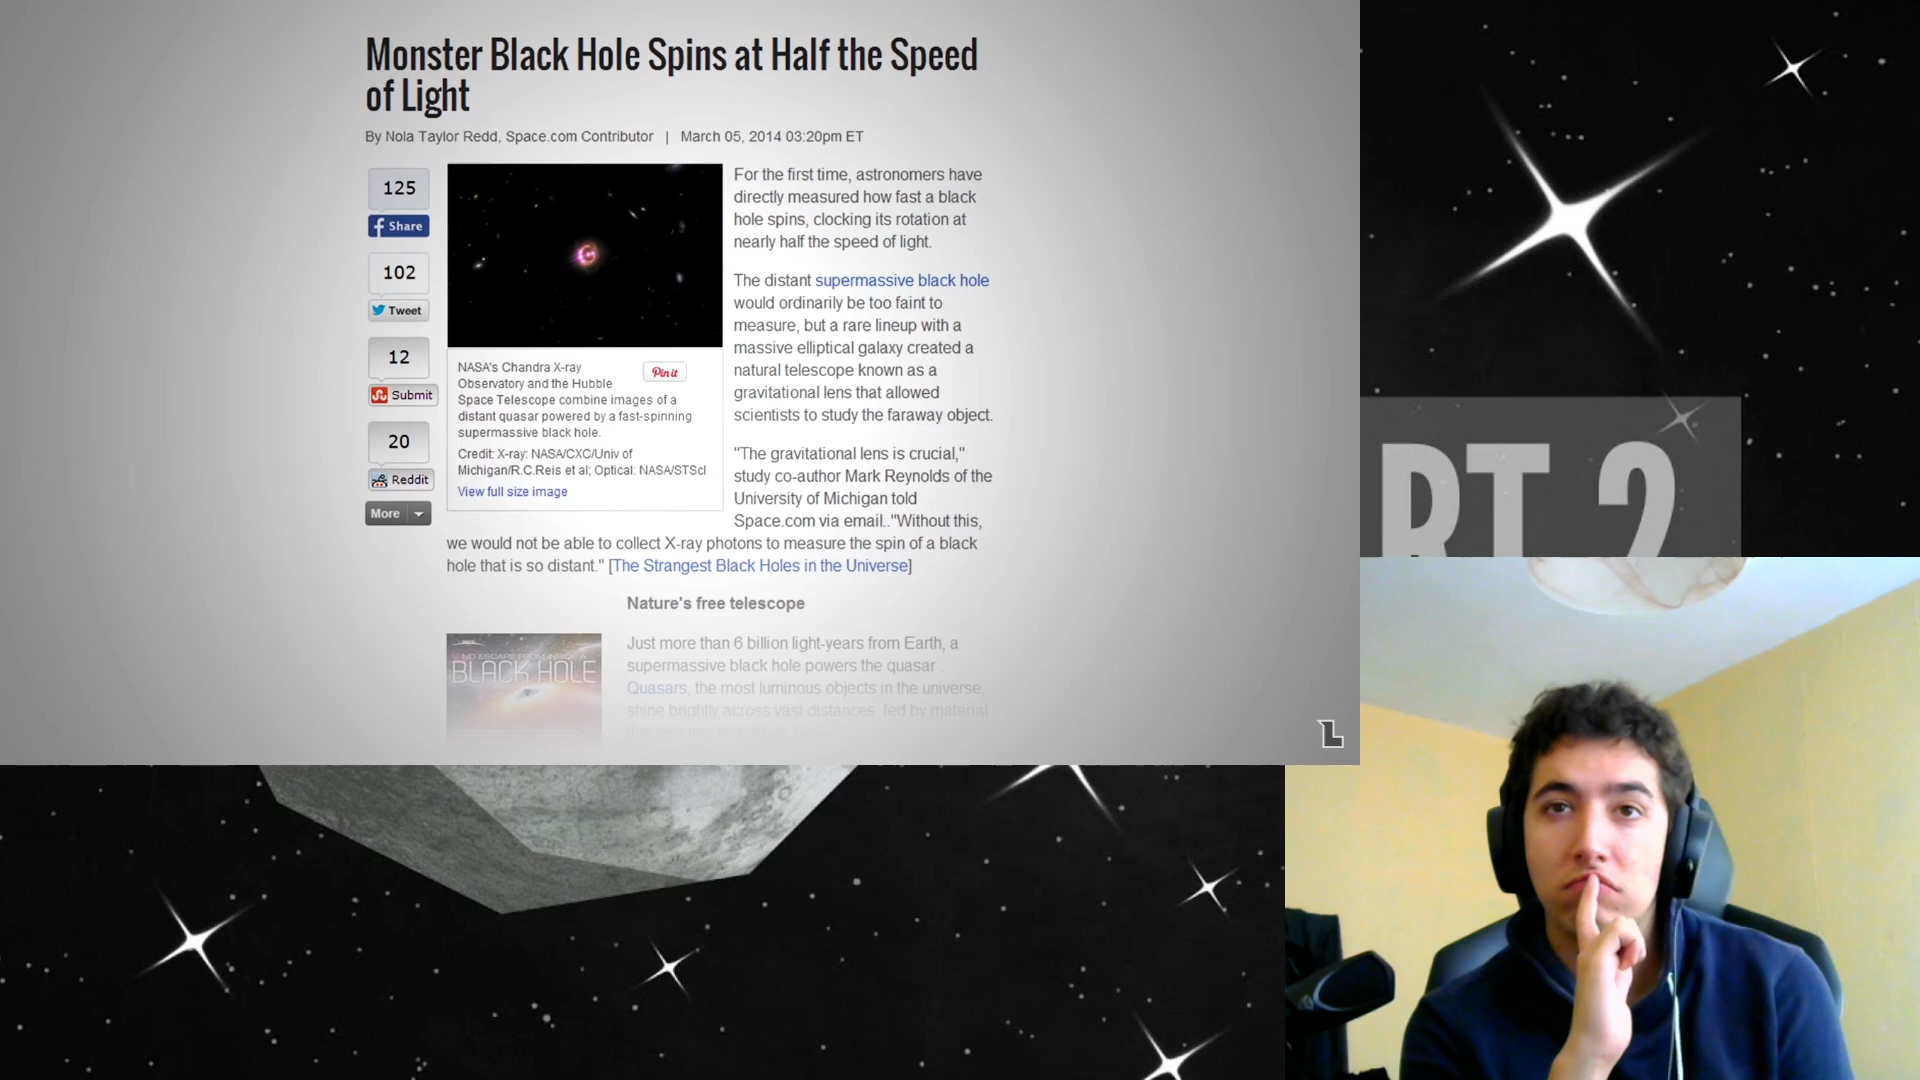 Monster Black Hole Spins at Half the Speed
of Light
By Nola Taylor Redd, Space.com Contributor | March 05, 2014 03:20pm ET
125
Share
102
Tweet
12
Submit
20
Reddit
More
NASA's Chandra X-ray
Observatory and the Hubble
Space Telescope combine images of a
distant quasar powered by a fast-spinning
supermassive black hole.
Credit: X-ray: NASA/CXC/Univ of
Michigan/R.C.Reis et al; Optical: NASA/STScI
View full size image
Pin it
For the first time, astronomers have
directly measured how fast a black
hole spins, clocking its rotation at
nearly half the speed of light.
The distant supermassive black hole
would ordinarily be too faint to
measure, but a rare lineup with a
massive elliptical galaxy created a
natural telescope known as a
gravitational lens that allowed
scientists to study the faraway object.
"The gravitational lens is crucial,"
study co-author Mark Reynolds of the
University of Michigan told
Space.com via email.."Without this,
we would not be able to collect X-ray photons to measure the spin of a black
hole that is so distant." [The Strangest Black Holes in the Universe]
Nature's free telescope
NO ESCAPE FROM INSIDE A
BLACK HOLE
Just more than 6 billion light-years from Earth, a
supermassive black hole powers the quasar .
Quasars, the most luminous objects in the universe,
shine brightly across vast distances, fed by material
RT 2
L